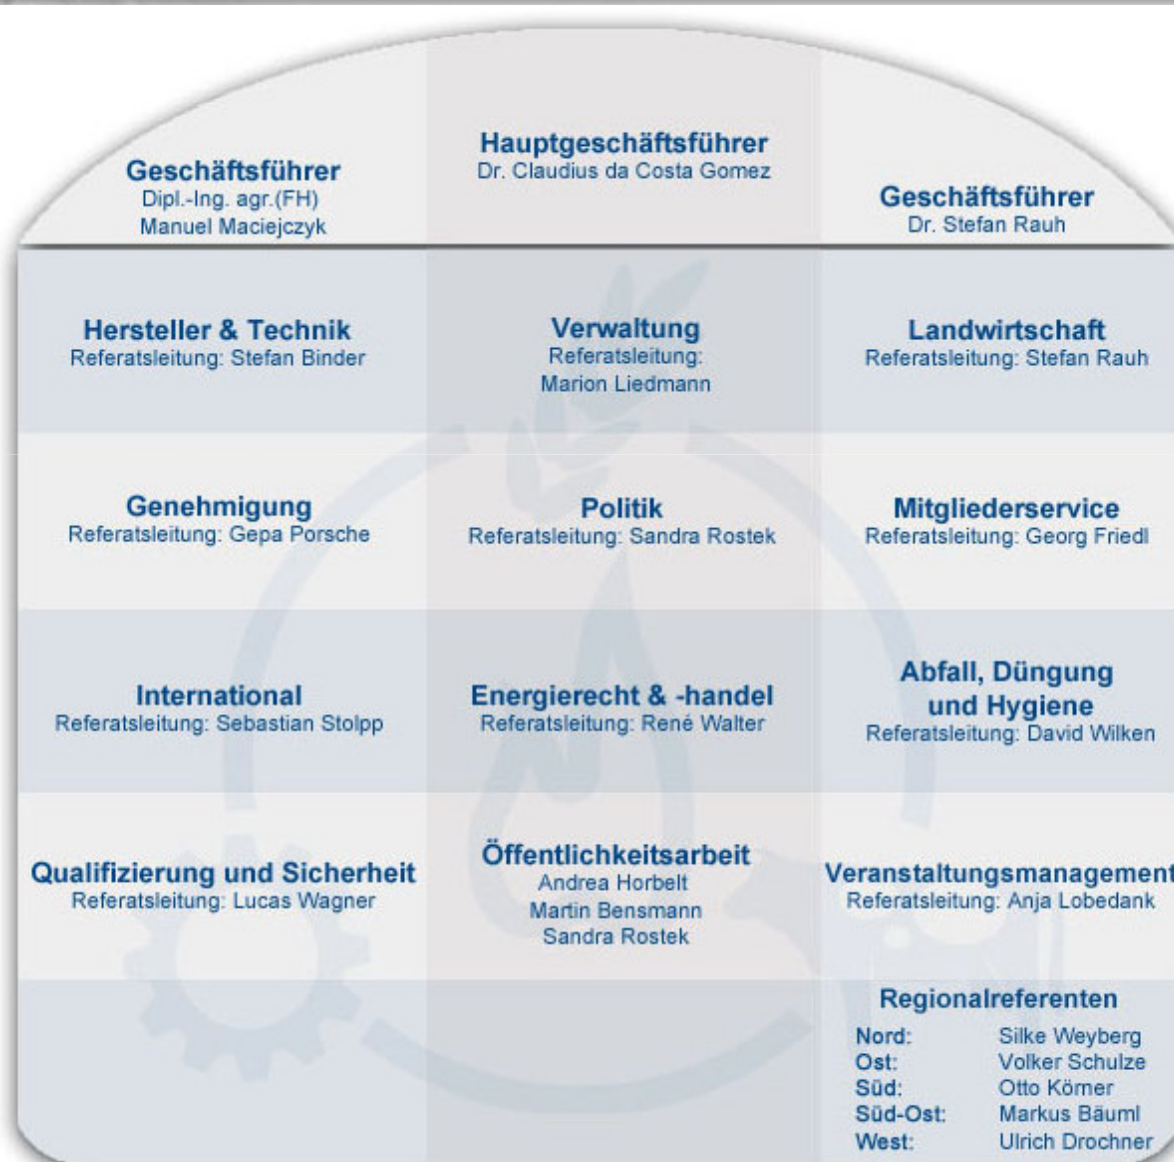 Geschäftsführer
Dipl.-Ing. agr.(FH)
Manuel Maciejczyk
Hauptgeschäftsführer
Dr. Claudius da Costa Gomez
Geschäftsführer
Dr. Stefan Rauh
Hersteller & Technik
Referatsleitung: Stefan Binder
Verwaltung
Referatsleitung:
Marion Liedmann
Landwirtschaft
Referatsleitung: Stefan Rauh
Genehmigung
Referatsleitung: Gepa Porsche
Politik
Referatsleitung: Sandra Rostek
Mitgliederservice
Referatsleitung: Georg Friedl
International
Referatsleitung: Sebastian Stolpp
Energierecht & -handel
Referatsleitung: René Walter
Abfall, Düngung
und Hygiene
Referatsleitung: David Wilken
Qualifizierung und Sicherheit
Referatsleitung: Lucas Wagner
Öffentlichkeitsarbeit
Andrea Horbelt
Martin Bensmann
Sandra Rostek
Veranstaltungsmanagement
Referatsleitung: Anja Lobedank
Regionalreferenten
Nord: Silke Weyberg
Ost: Volker Schulze
Süd: Otto Körner
Süd-Ost: Markus Bäuml
West: Ulrich Drochner